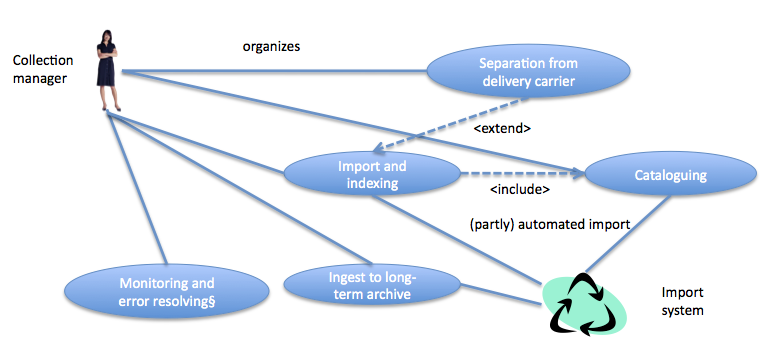 organizes
Collection
manager
Separation from
delivery carrier
<extend>
Import and
indexing
<include>
Cataloguing
(partly) automated import
Monitoring and
error resolving§
Ingest to long-
term archive
Import
system